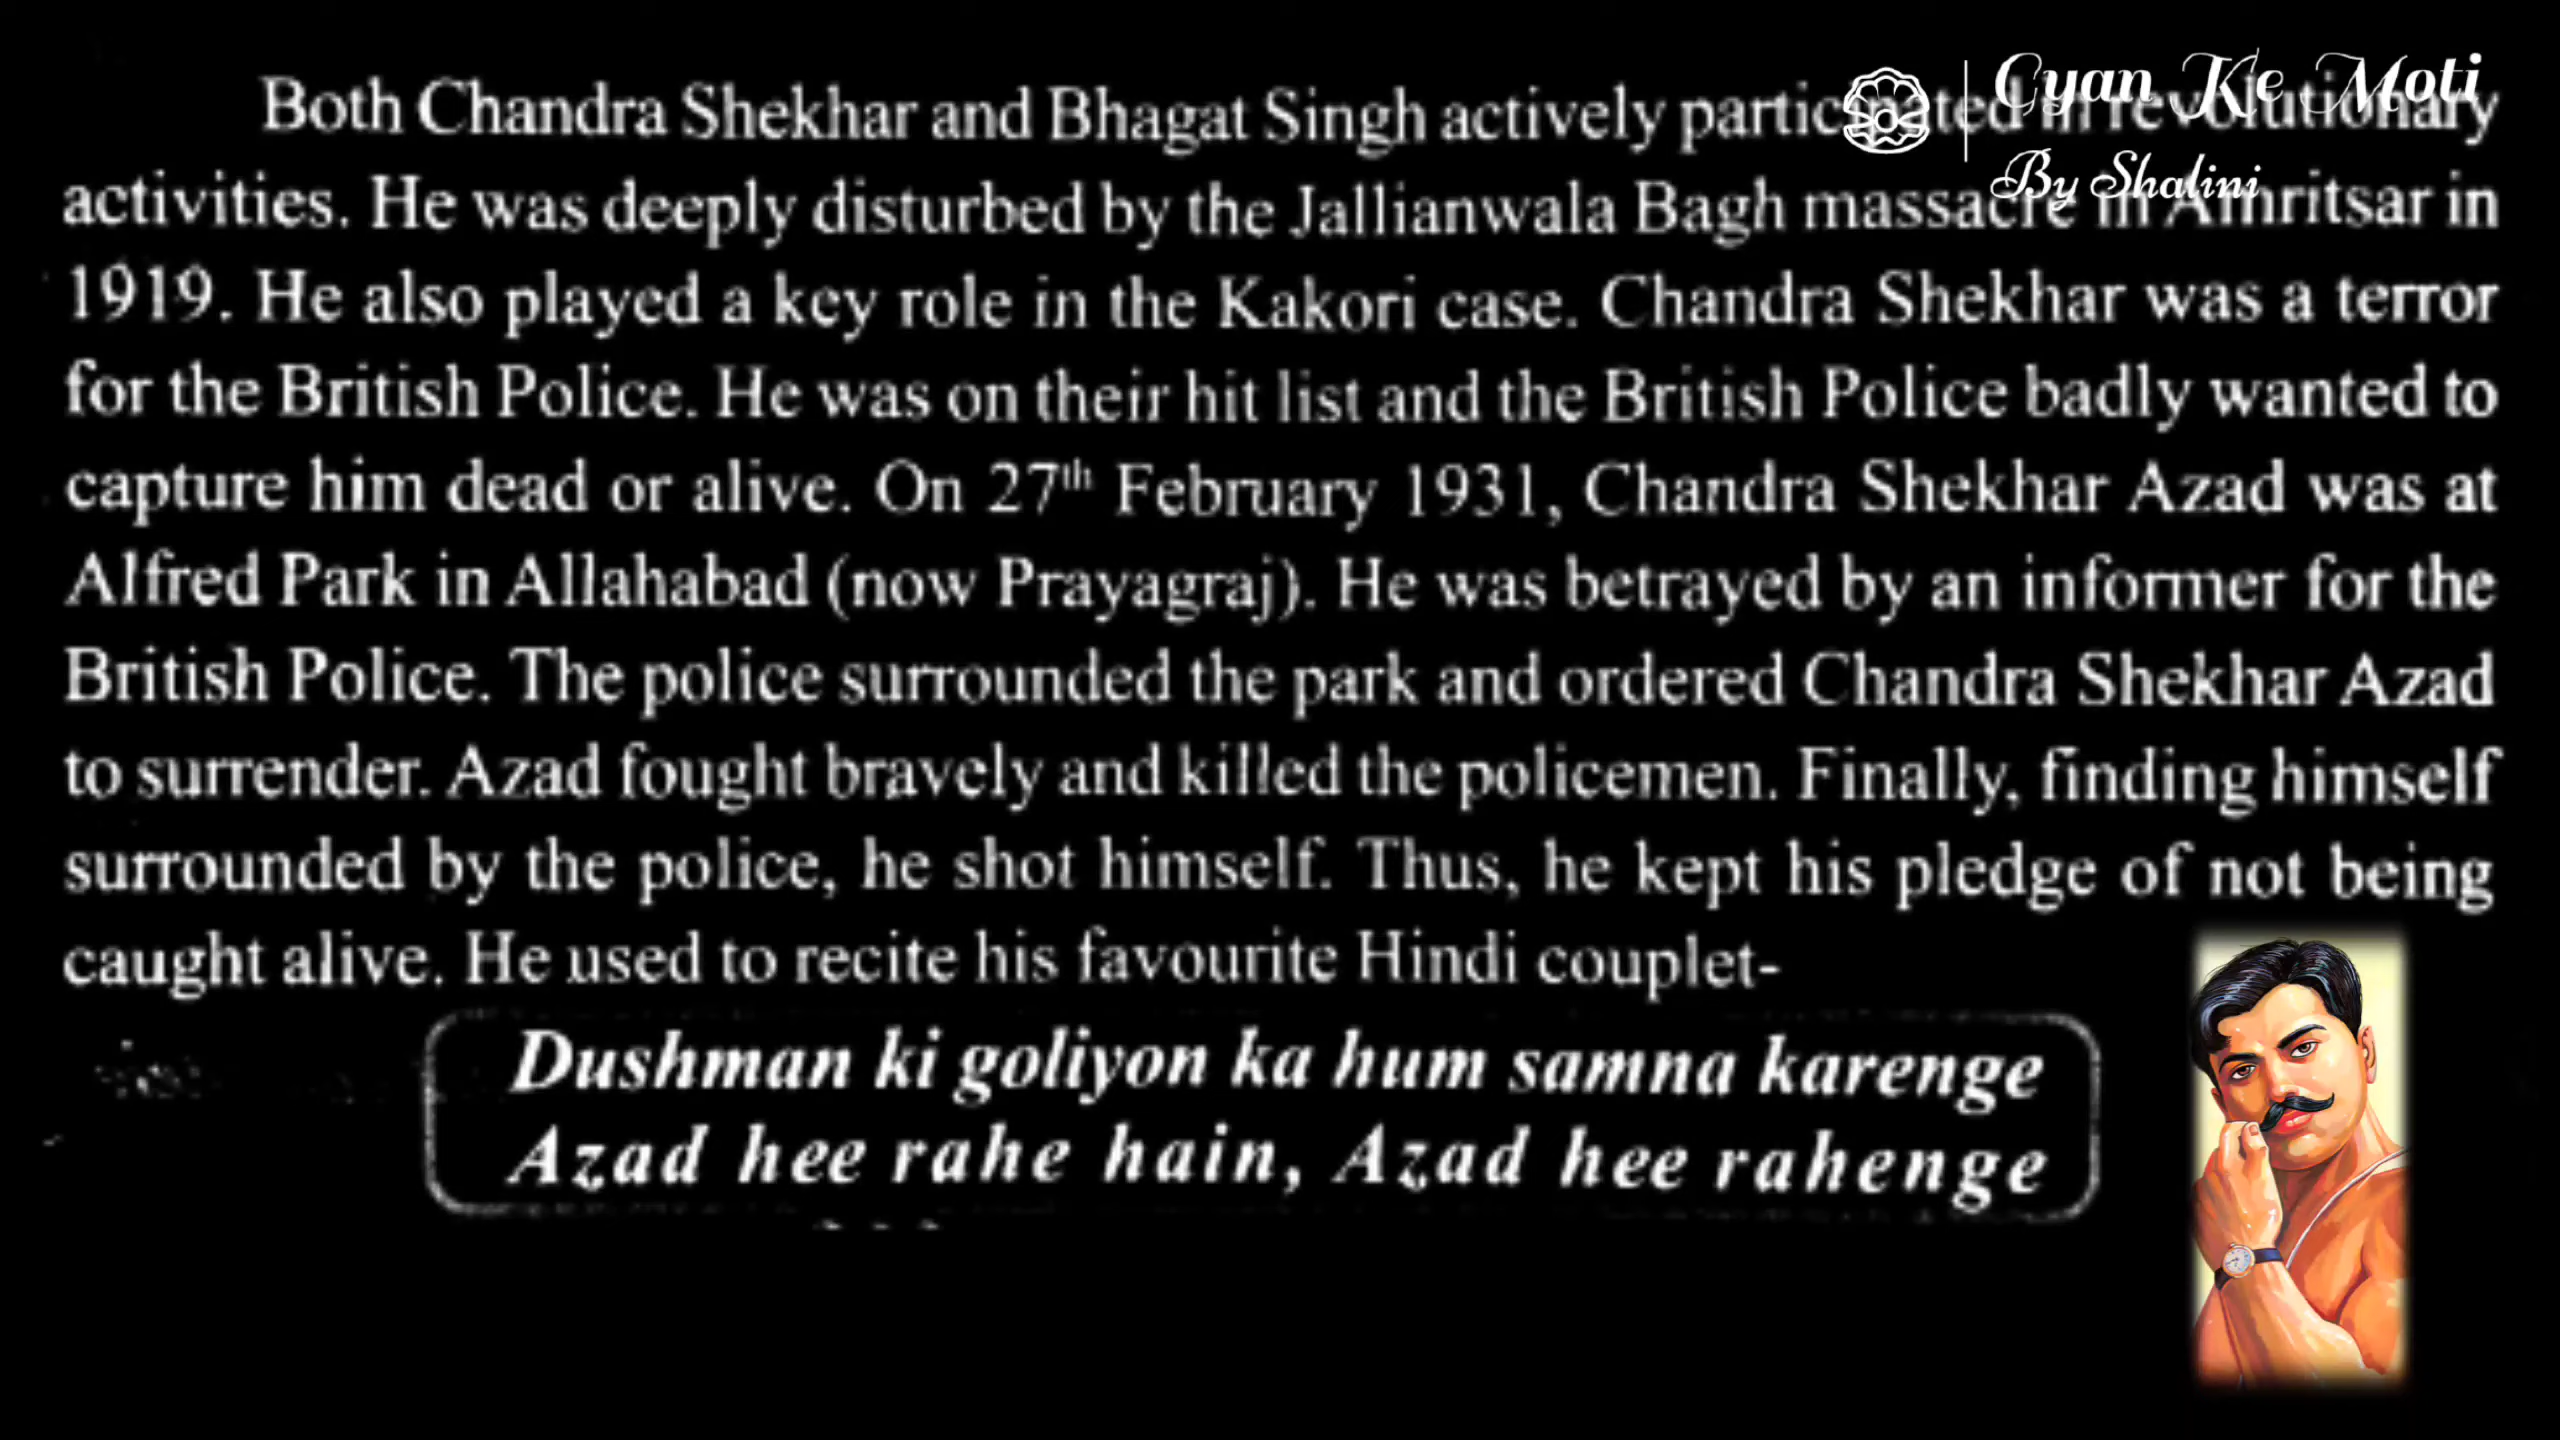 Gyan Ke Moti
By Shalini
Both Chandra Shekhar and Bhagat Singh actively participated in revolutionary
activities. He was deeply disturbed by the Jallianwala Bagh massacre in Amritsar in
1919. He also played a key role in the Kakori case. Chandra Shekhar was a terror
for the British Police. He was on their hit list and the British Police badly wanted to
capture him dead or alive. On 27th February 1931, Chandra Shekhar Azad was at
Alfred Park in Allahabad (now Prayagraj). He was betrayed by an informer for the
British Police. The police surrounded the park and ordered Chandra Shekhar Azad
to surrender. Azad fought bravely and killed the policemen. Finally, finding himself
surrounded by the police, he shot himself. Thus, he kept his pledge of not being
caught alive. He used to recite his favourite Hindi couplet-
Dushman ki goliyon ka hum samna karenge
Azad hee rahe hain, Azad hee rahenge